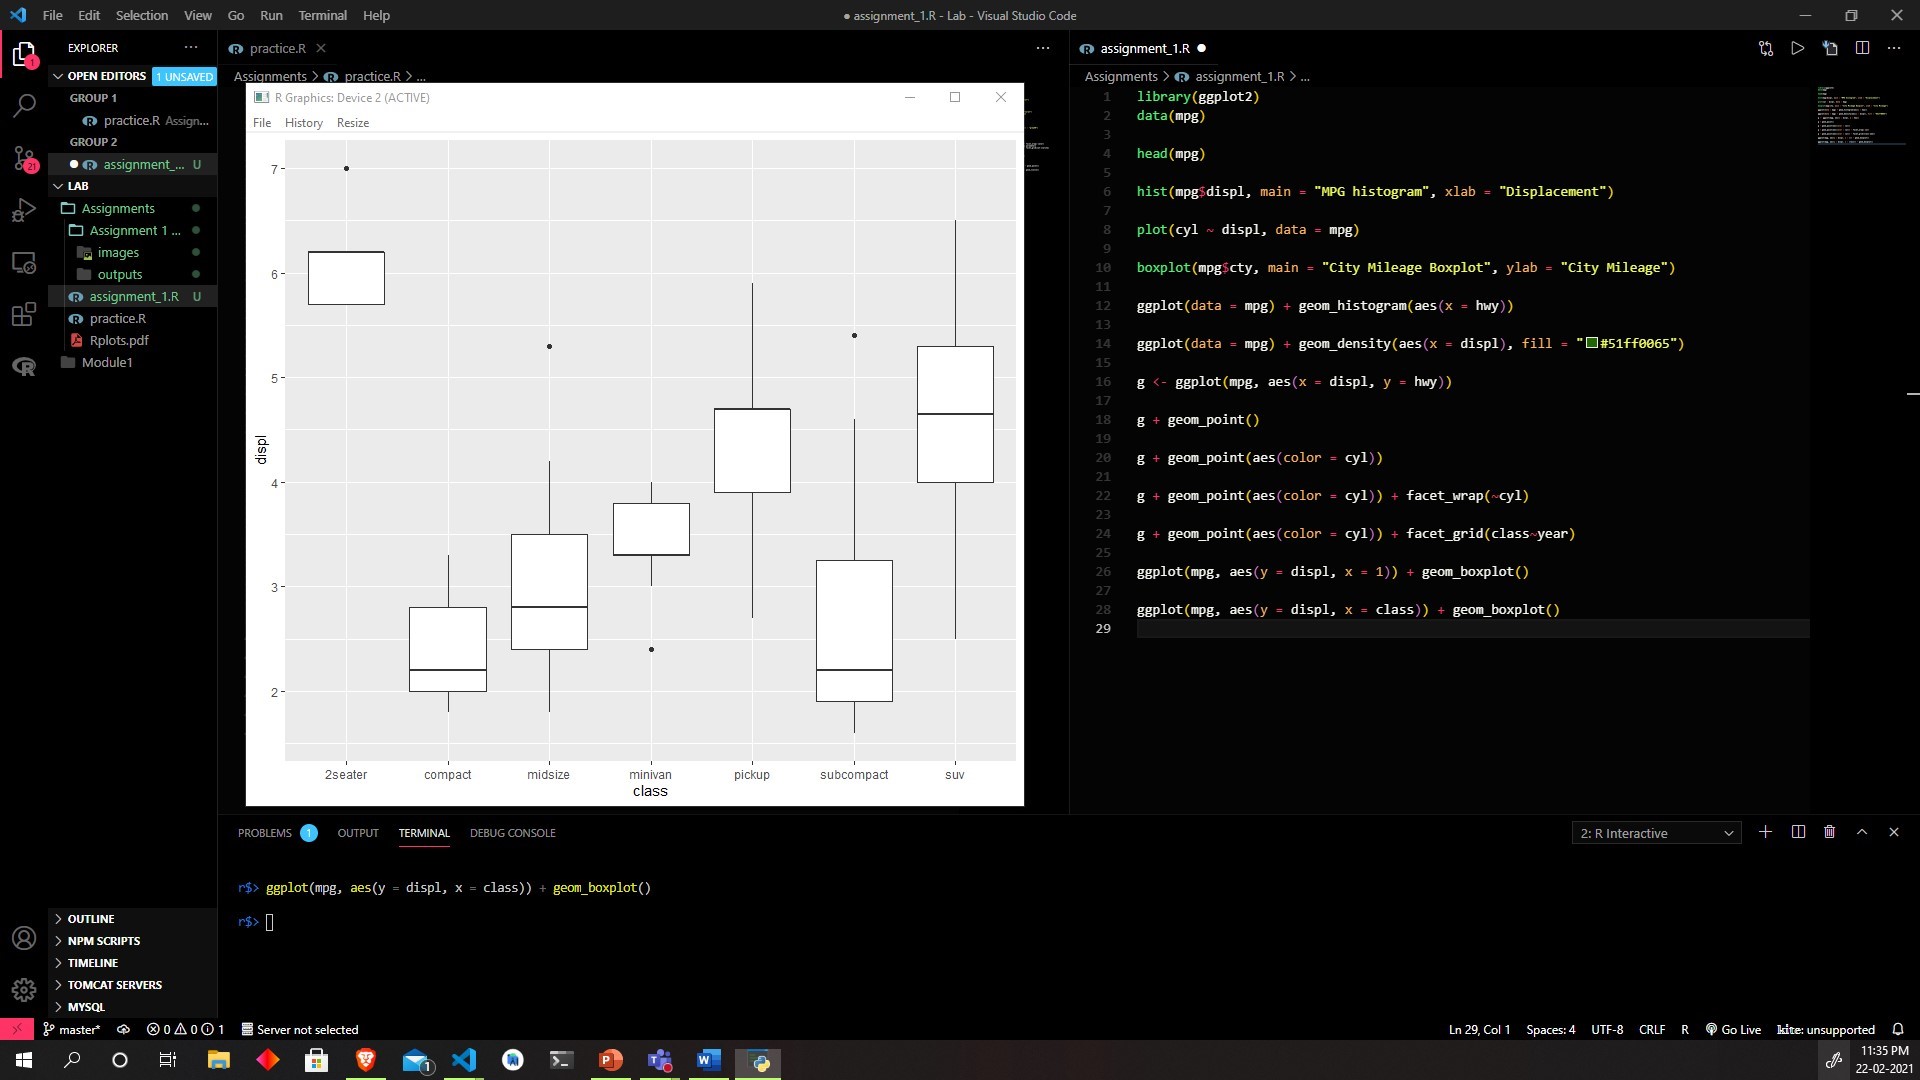 File Edit Selection View Go Run Terminal Help
● assignment_1.R - Lab - Visual Studio Code
EXPLORER ...
OPEN EDITORS 1 UNSAVED
GROUP 1
practice.R Assign...
GROUP 2
assignment_... U
LAB
Assignments
Assignment 1 ...
images
outputs
assignment_1.R U
practice.R
Rplots.pdf
Module1
OUTLINE
NPM SCRIPTS
TIMELINE
TOMCAT SERVERS
MYSQL
1
21
practice.R
Assignments > practice.R > ...
R Graphics: Device 2 (ACTIVE)
File History Resize
7
6
5
4
3
2
displ
2seater compact midsize minivan pickup subcompact suv
class
assignment_1.R
Assignments > assignment_1.R > ...
1 library(ggplot2)
2 data(mpg)
3
4 head(mpg)
5
6 hist(mpg$displ, main = "MPG histogram", xlab = "Displacement")
7
8 plot(cyl ~ displ, data = mpg)
9
10 boxplot(mpg$cty, main = "City Mileage Boxplot", ylab = "City Mileage")
11
12 ggplot(data = mpg) + geom_histogram(aes(x = hwy))
13
14 ggplot(data = mpg) + geom_density(aes(x = displ), fill = "#51ff0065")
15
16 g <- ggplot(mpg, aes(x = displ, y = hwy))
17
18 g + geom_point()
19
20 g + geom_point(aes(color = cyl))
21
22 g + geom_point(aes(color = cyl)) + facet_wrap(~cyl)
23
24 g + geom_point(aes(color = cyl)) + facet_grid(class~year)
25
26 ggplot(mpg, aes(y = displ, x = 1)) + geom_boxplot()
27
28 ggplot(mpg, aes(y = displ, x = class)) + geom_boxplot()
29
PROBLEMS 1 OUTPUT TERMINAL DEBUG CONSOLE
2: R Interactive
r$> ggplot(mpg, aes(y = displ, x = class)) + geom_boxplot()
r$>
master* 0 0 1 Server not selected
Ln 29, Col 1 Spaces: 4 UTF-8 CRLF R Go Live kite: unsupported
1
11:35 PM
22-02-2021